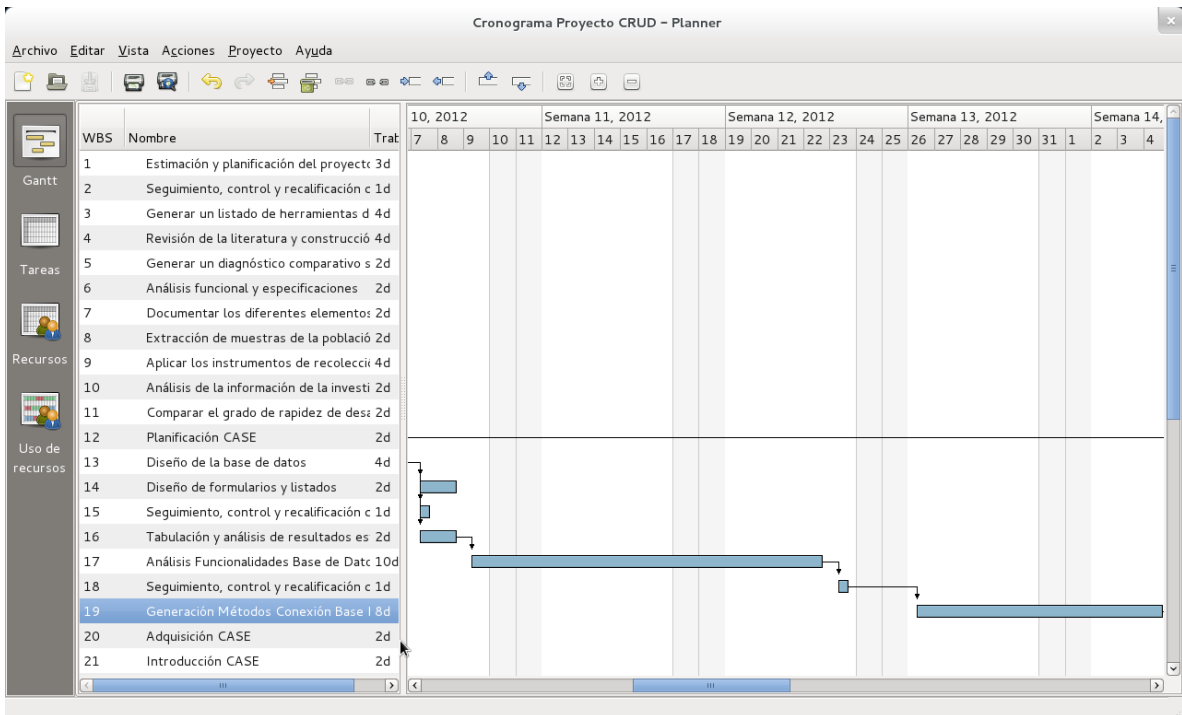 Cronograma Proyecto CRUD – Planner
Archivo Editar Vista Acciones Proyecto Ayuda
10, 2012 Semana 11, 2012 Semana 12, 2012 Semana 13, 2012 Semana 14,
WBS Nombre Trab 7 8 9 10 11 12 13 14 15 16 17 18 19 20 21 22 23 24 25 26 27 28 29 30 31 1 2 3 4
1 Estimación y planificación del proyecto 3d
2 Seguimiento, control y recalificación c 1d
3 Generar un listado de herramientas d 4d
4 Revisión de la literatura y construcció 4d
5 Generar un diagnóstico comparativo s 2d
6 Análisis funcional y especificaciones 2d
7 Documentar los diferentes elementos 2d
8 Extracción de muestras de la població 2d
9 Aplicar los instrumentos de recolecci 4d
10 Análisis de la información de la investi 2d
11 Comparar el grado de rapidez de desa 2d
12 Planificación CASE 2d
13 Diseño de la base de datos 4d
14 Diseño de formularios y listados 2d
15 Seguimiento, control y recalificación c 1d
16 Tabulación y análisis de resultados es 2d
17 Análisis Funcionalidades Base de Datc 10d
18 Seguimiento, control y recalificación c 1d
19 Generación Métodos Conexión Base 8d
20 Adquisición CASE 2d
21 Introducción CASE 2d
Gantt
Tareas
Recursos
Uso de
recursos